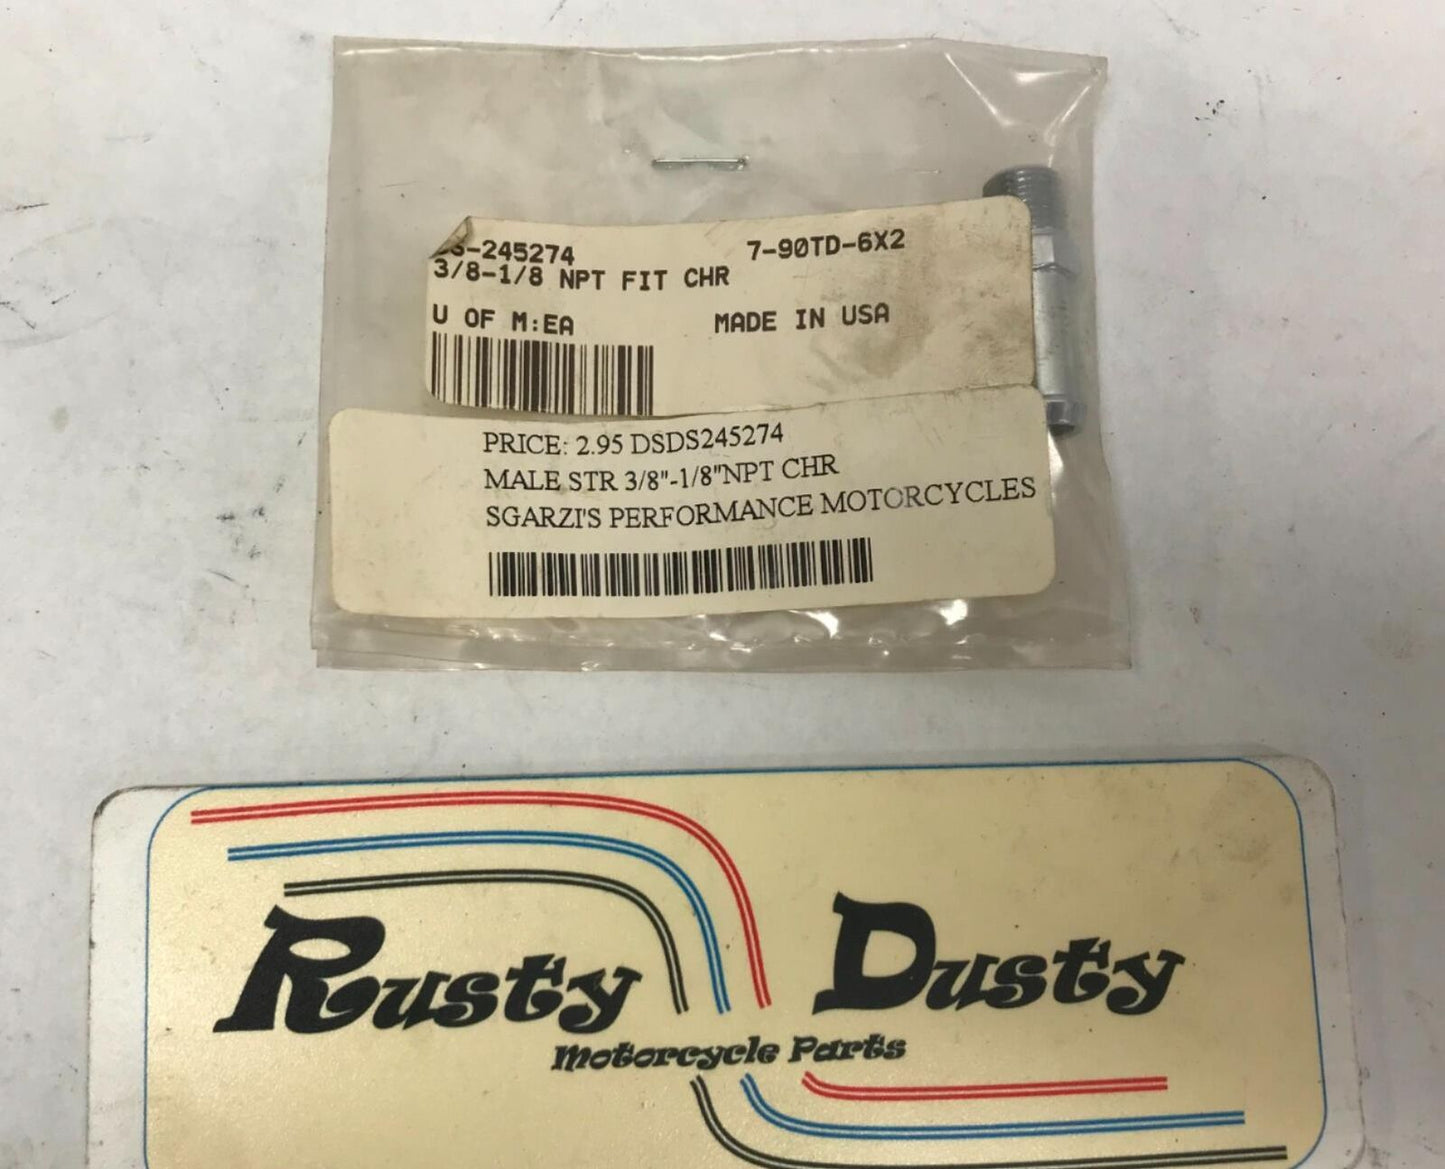 DS-245274 7-90TD-6X2
3/8-1/8 NPT FIT CHR
U OF M:EA MADE IN USA
PRICE: 2.95 DSDS245274
MALE STR 3/8"-1/8"NPT CHR
SGARZI'S PERFORMANCE MOTORCYCLES
Rusty Dusty
Motorcycle Parts